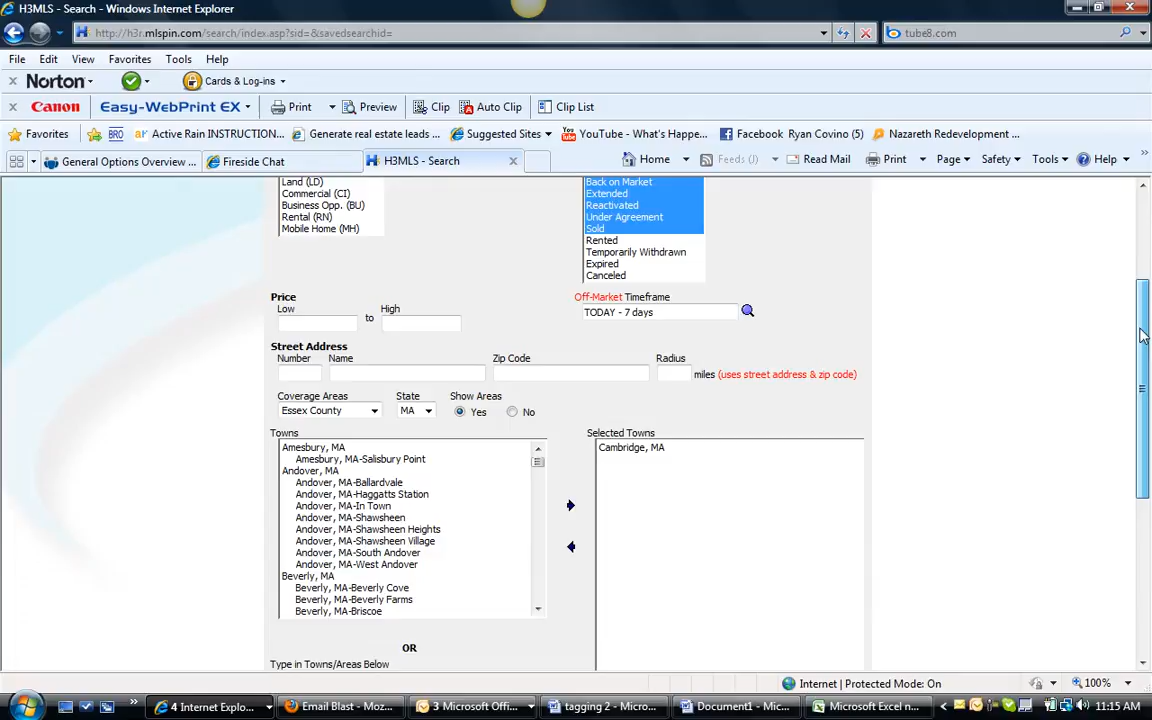 H3MLS - Search - Windows Internet Explorer
http://h3r.mlspin.com/search/index.asp?sid=&savedsearchid=
tube8.com
File Edit View Favorites Tools Help
Norton Cards & Log-ins
Canon Easy-WebPrint EX Print Preview Clip Auto Clip Clip List
Favorites BRO Active Rain INSTRUCTION... Generate real estate leads ... Suggested Sites YouTube - What's Happe... Facebook Ryan Covino (5) Nazareth Redevelopment ...
General Options Overview ... Fireside Chat H3MLS - Search Home Feeds (J) Read Mail Print Page Safety Tools Help
Land (LD)
Commercial (CI)
Business Opp. (BU)
Rental (RN)
Mobile Home (MH)
Back on Market
Extended
Reactivated
Under Agreement
Sold
Rented
Temporarily Withdrawn
Expired
Canceled
Price
Low to High
Off-Market Timeframe
TODAY - 7 days
Street Address
Number Name Zip Code Radius
miles (uses street address & zip code)
Coverage Areas State Show Areas
Essex County MA Yes No
Towns
Amesbury, MA
Amesbury, MA-Salisbury Point
Andover, MA
Andover, MA-Ballardvale
Andover, MA-Haggatts Station
Andover, MA-In Town
Andover, MA-Shawsheen
Andover, MA-Shawsheen Heights
Andover, MA-Shawsheen Village
Andover, MA-South Andover
Andover, MA-West Andover
Beverly, MA
Beverly, MA-Beverly Cove
Beverly, MA-Beverly Farms
Beverly, MA-Briscoe
Selected Towns
Cambridge, MA
OR
Type in Towns/Areas Below
Internet | Protected Mode: On 100%
4 Internet Explo... Email Blast - Moz... 3 Microsoft Offi... tagging 2 - Micro... Document1 - Mic... Microsoft Excel n... 11:15 AM